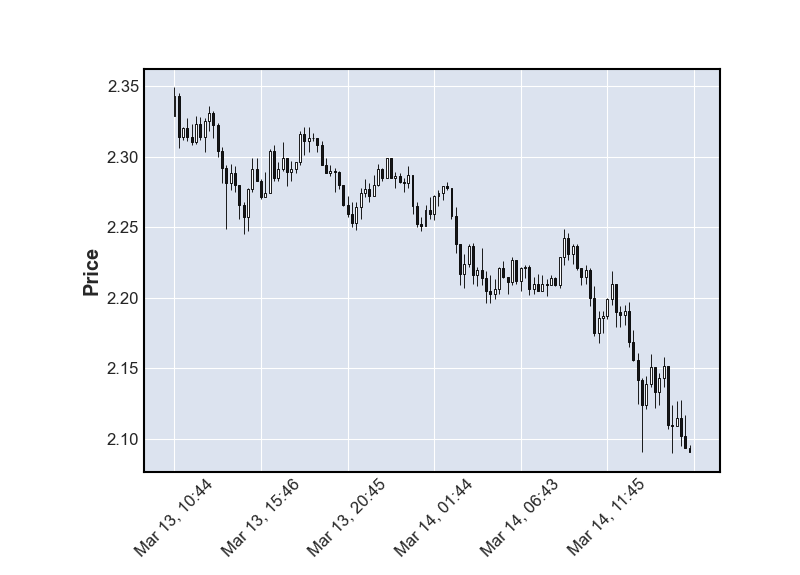 2.35
2.30
2.25
2.20
2.15
2.10
Price
Mar 13, 10:44
Mar 13, 15:46
Mar 13, 20:45
Mar 14, 01:44
Mar 14, 06:43
Mar 14, 11:45